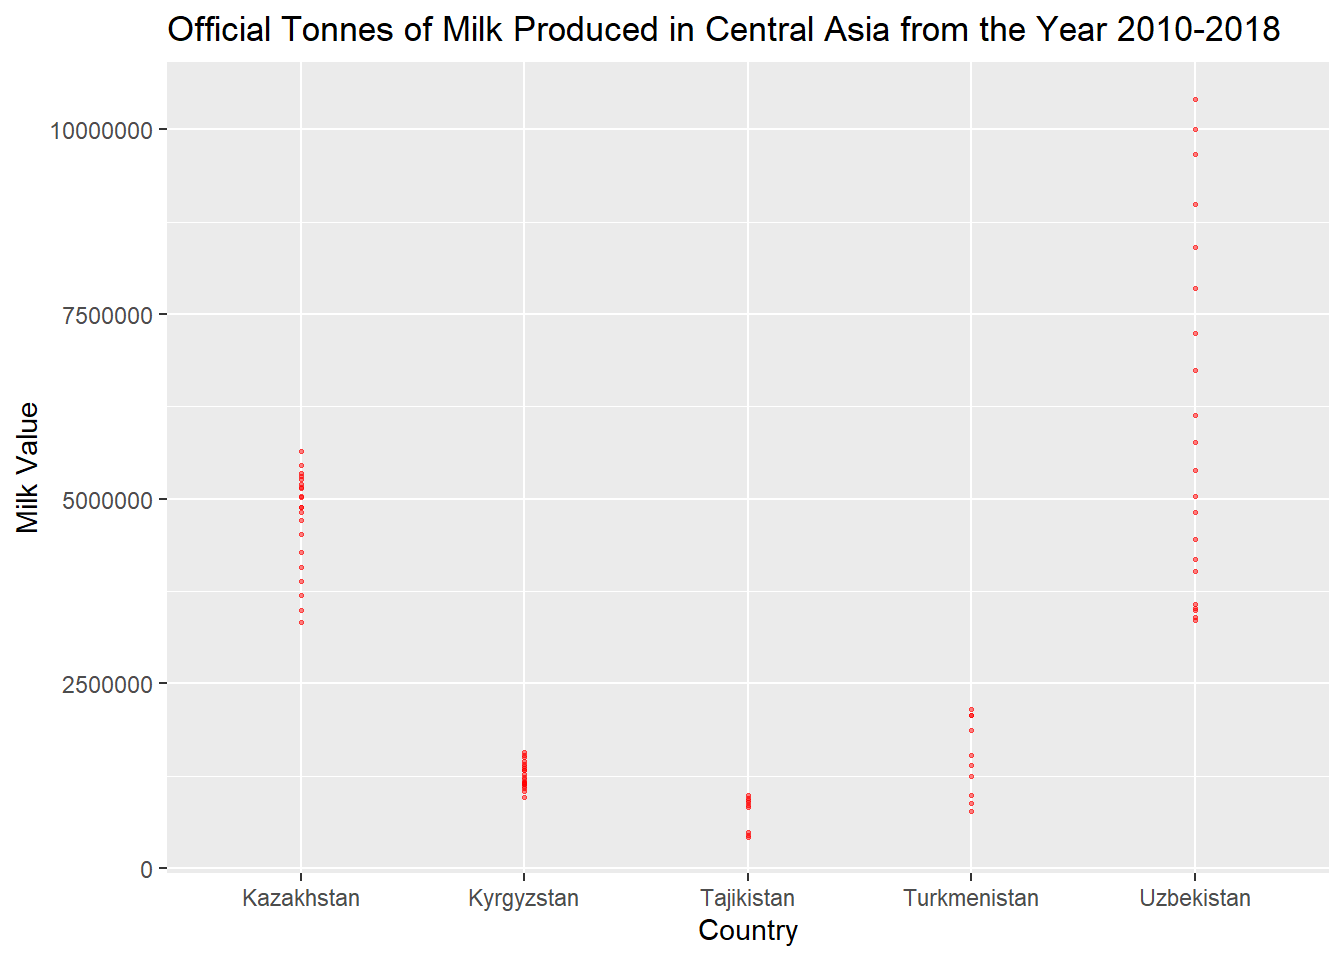 Official Tonnes of Milk Produced in Central Asia from the Year 2010-2018
10000000
7500000
5000000
2500000
0
Milk Value
Kazakhstan Kyrgyzstan Tajikistan Turkmenistan Uzbekistan
Country